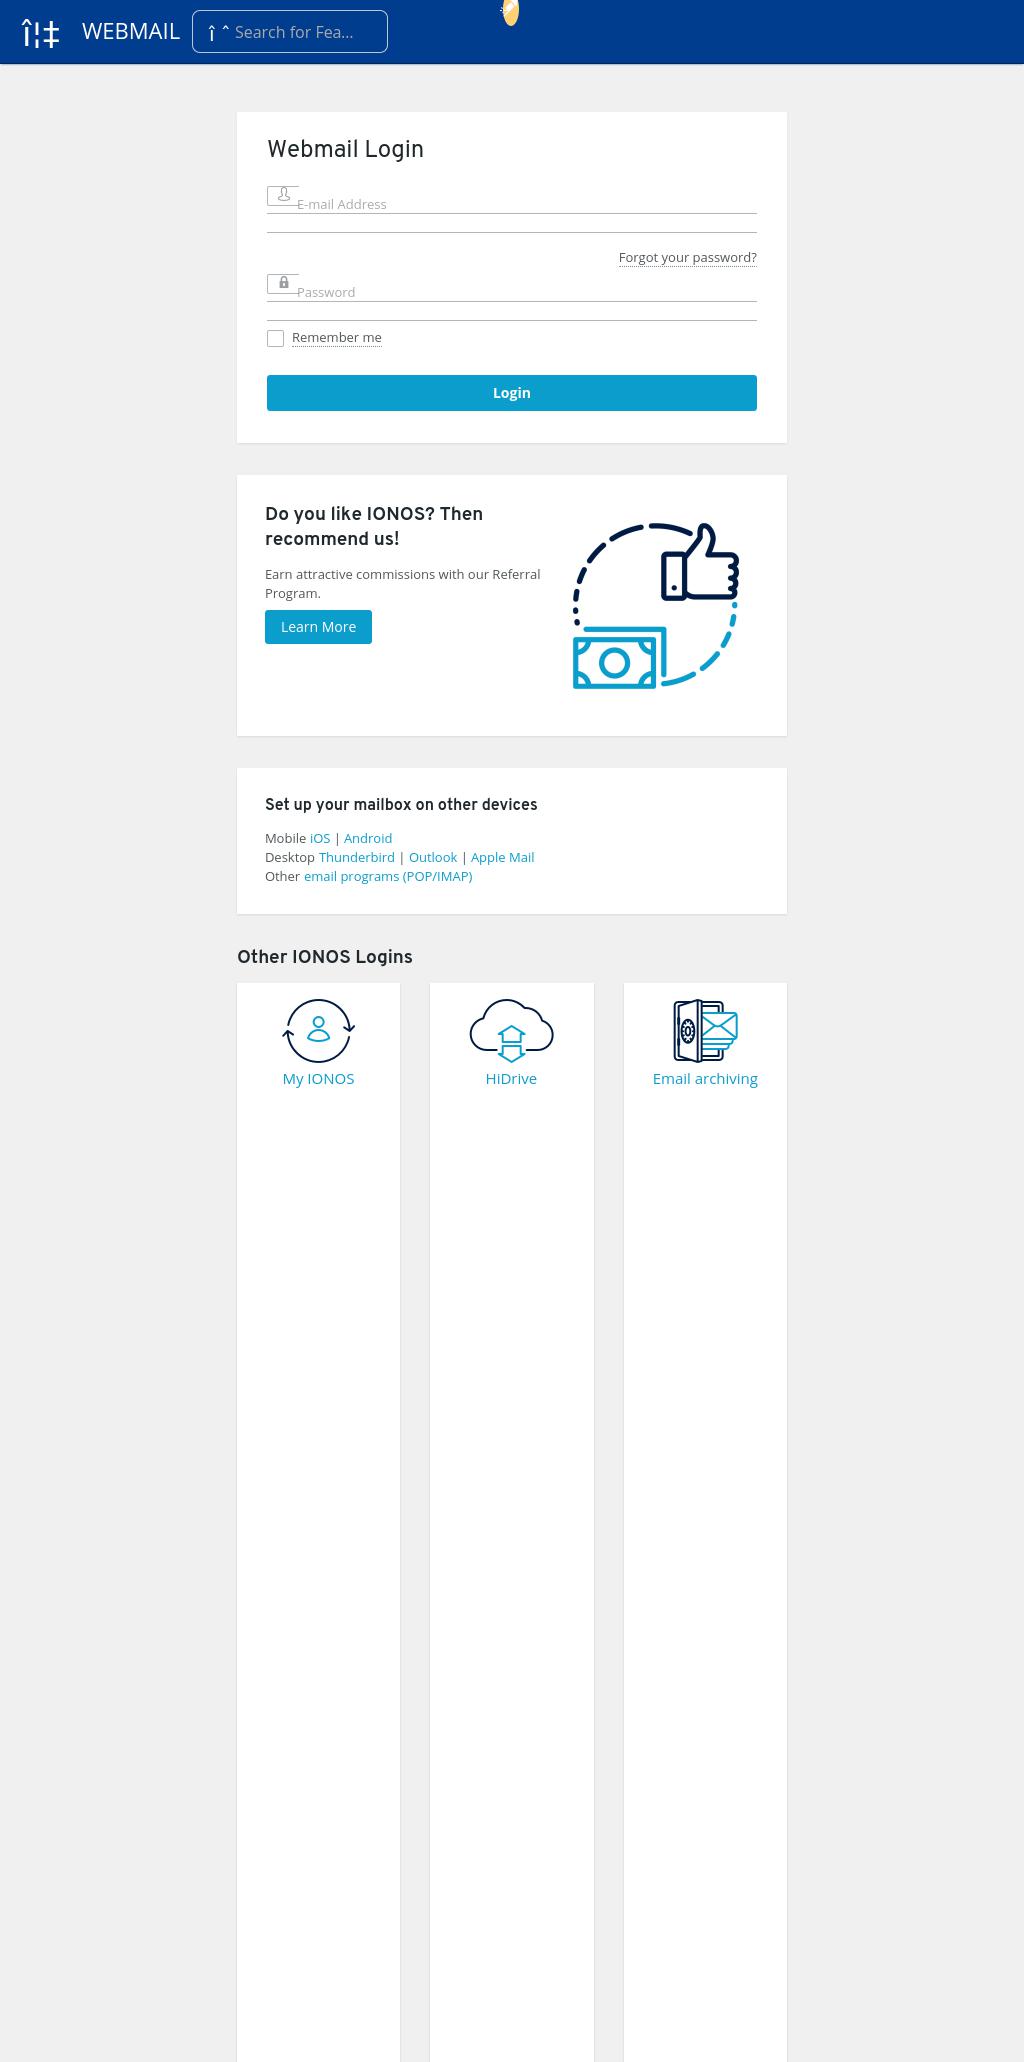 î¦‡ WEBMAIL î ˆ Search for Fea...
Webmail Login
E-mail Address
Forgot your password?
Password
Remember me
Login
Do you like IONOS? Then
recommend us!
Earn attractive commissions with our Referral
Program.
Learn More
Set up your mailbox on other devices
Mobile iOS | Android
Desktop Thunderbird | Outlook | Apple Mail
Other email programs (POP/IMAP)
Other IONOS Logins
My IONOS
HiDrive
Email archiving